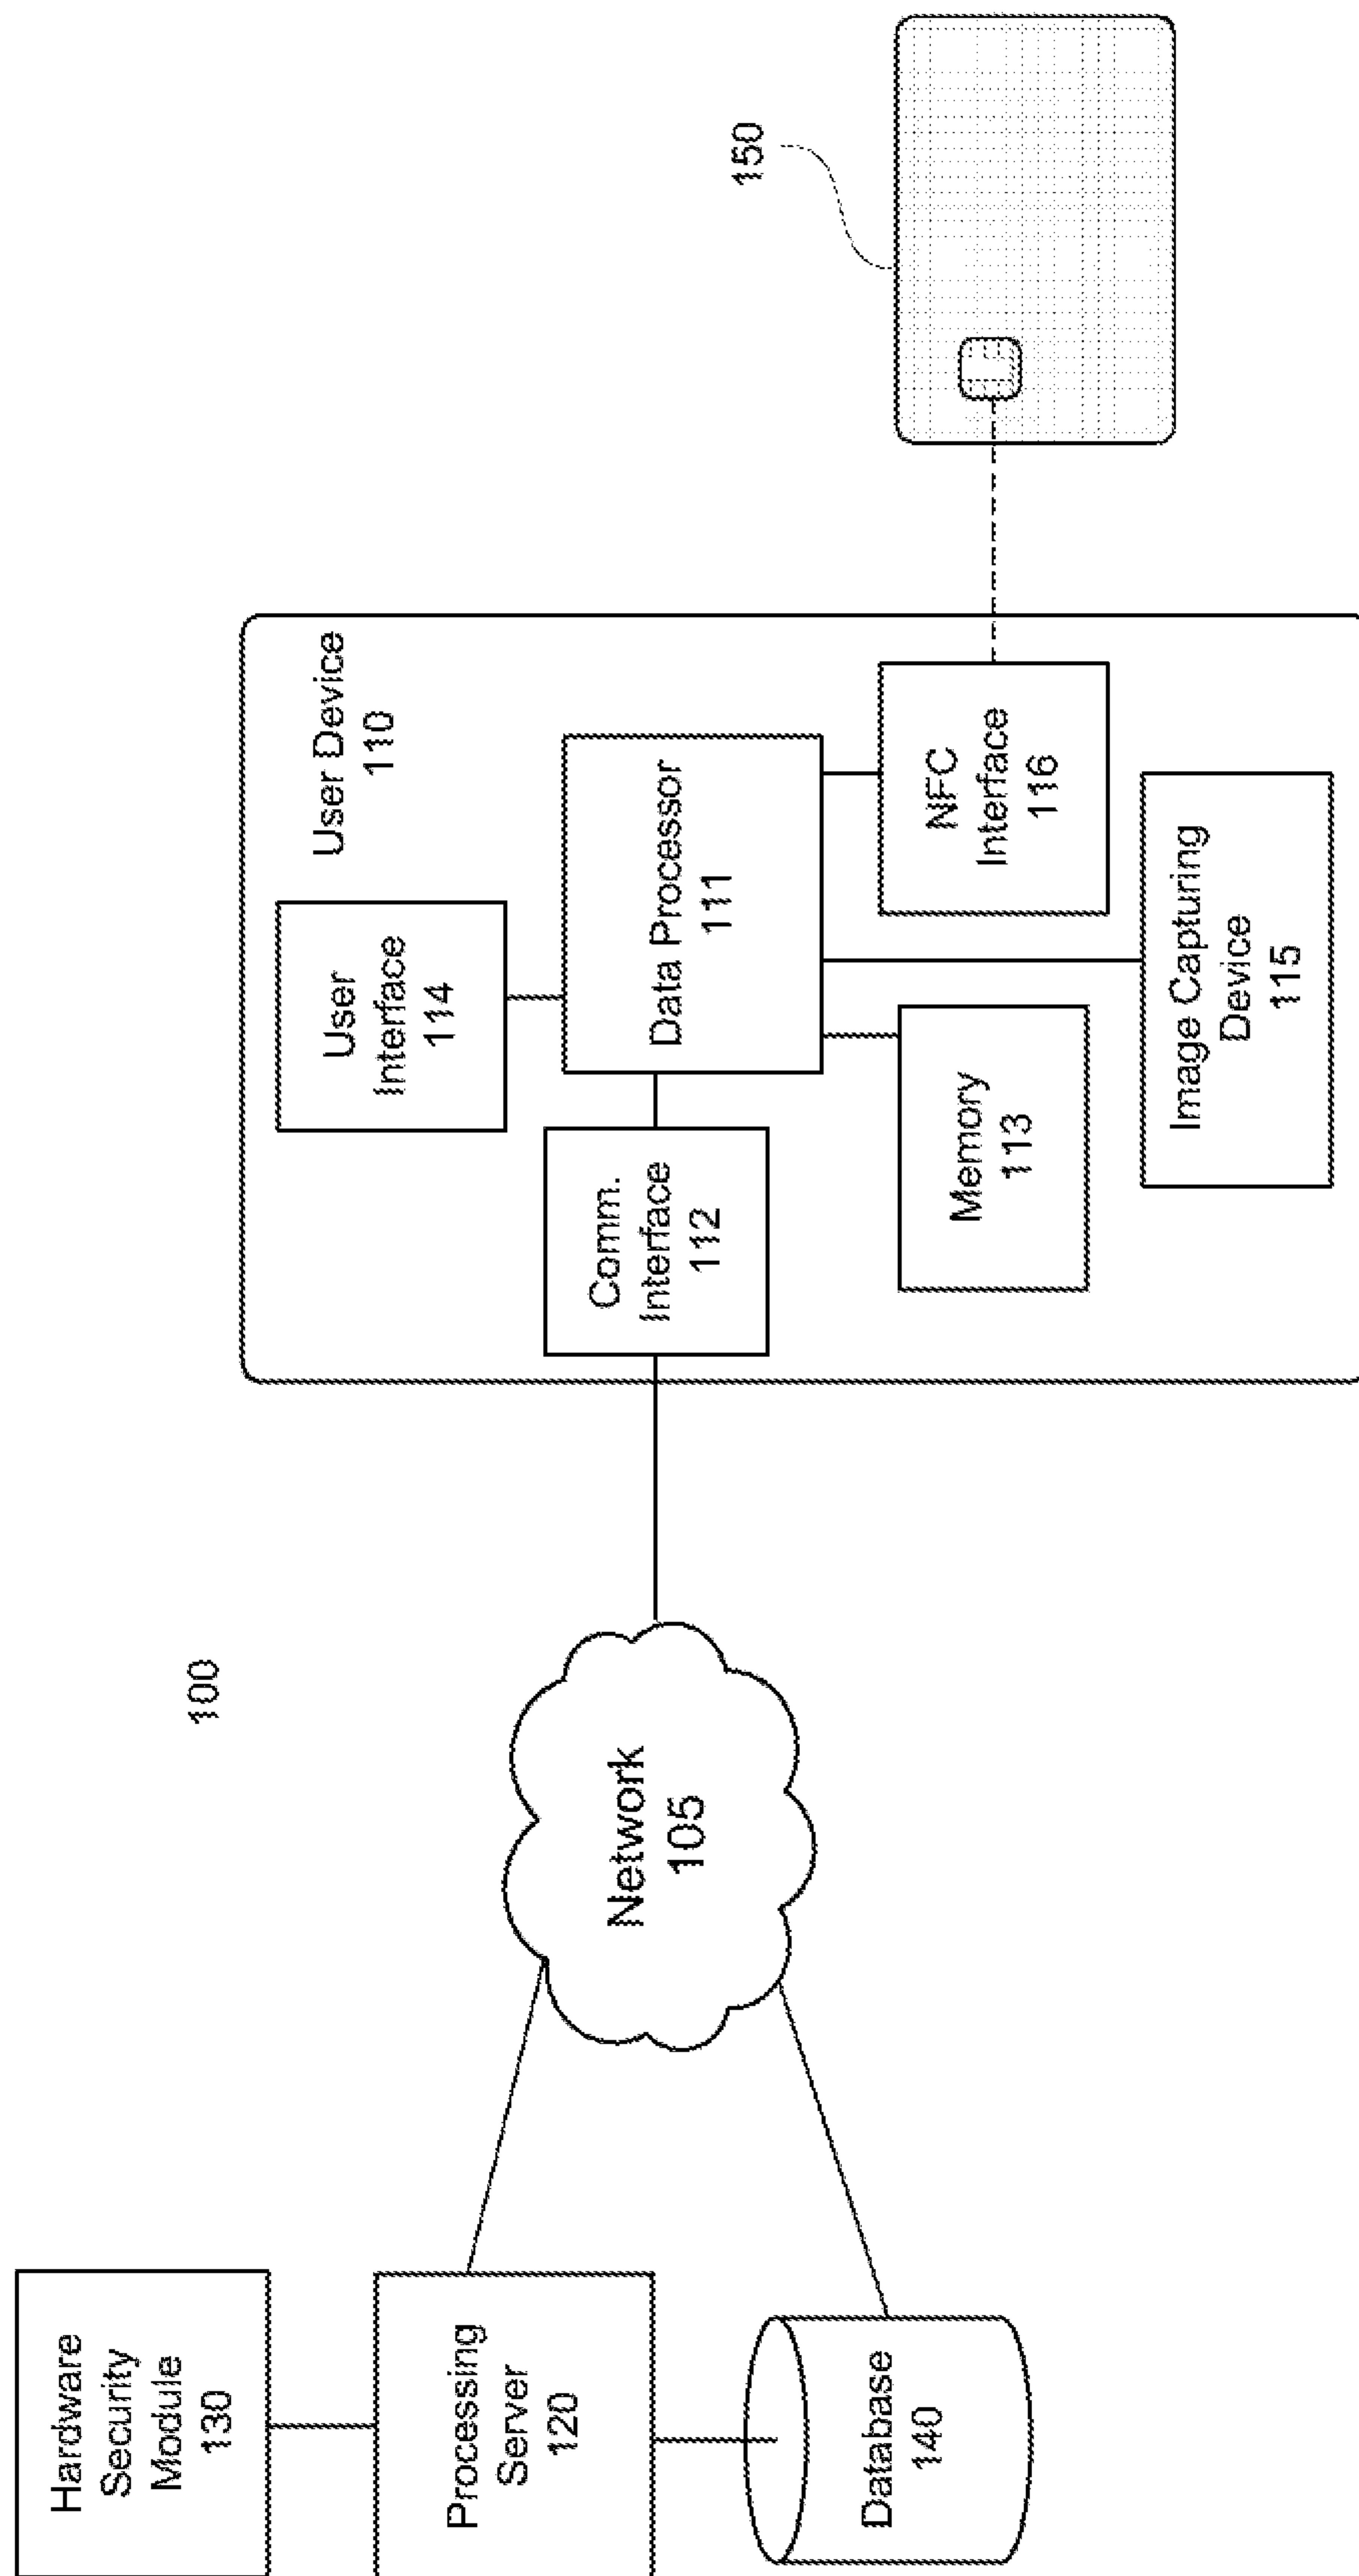 100
Hardware
Security
Module
130
Processing
Server
120
Database
140
Network
105
User Device
110
User
Interface
114
Comm.
Interface
112
Data Processor
111
Memory
113
NFC
Interface
116
Image Capturing
Device
115
150